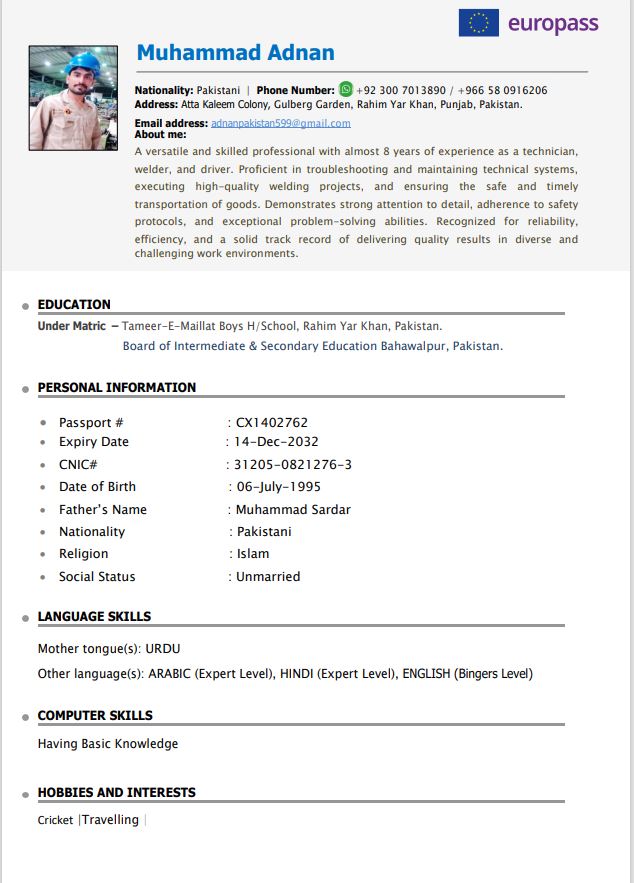 europass
Muhammad Adnan
Nationality: Pakistani | Phone Number: +92 300 7013890 / +966 58 0916206
Address: Atta Kaleem Colony, Gulberg Garden, Rahim Yar Khan, Punjab, Pakistan.
Email address: adnanpakistan599@gmail.com
About me:
A versatile and skilled professional with almost 8 years of experience as a technician,
welder, and driver. Proficient in troubleshooting and maintaining technical systems,
executing high-quality welding projects, and ensuring the safe and timely
transportation of goods. Demonstrates strong attention to detail, adherence to safety
protocols, and exceptional problem-solving abilities. Recognized for reliability,
efficiency, and a solid track record of delivering quality results in diverse and
challenging work environments.
EDUCATION
Under Matric – Tameer-E-Maillat Boys H/School, Rahim Yar Khan, Pakistan.
Board of Intermediate & Secondary Education Bahawalpur, Pakistan.
PERSONAL INFORMATION
Passport # : CX1402762
Expiry Date : 14-Dec-2032
CNIC# : 31205-0821276-3
Date of Birth : 06-July-1995
Father's Name : Muhammad Sardar
Nationality : Pakistani
Religion : Islam
Social Status : Unmarried
LANGUAGE SKILLS
Mother tongue(s): URDU
Other language(s): ARABIC (Expert Level), HINDI (Expert Level), ENGLISH (Bingers Level)
COMPUTER SKILLS
Having Basic Knowledge
HOBBIES AND INTERESTS
Cricket |Travelling |